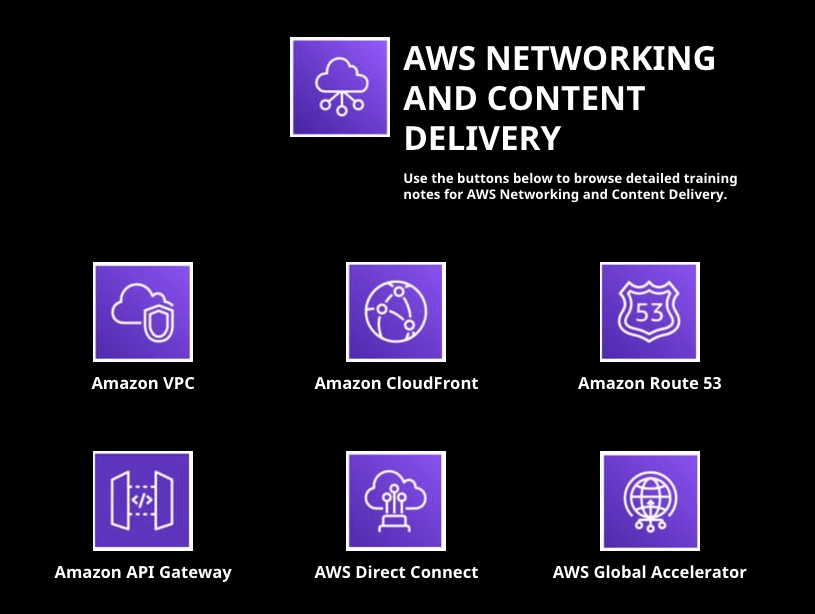 AWS NETWORKING
AND CONTENT
DELIVERY
Use the buttons below to browse detailed training
notes for AWS Networking and Content Delivery.
53
Amazon VPC
Amazon CloudFront
Amazon Route 53
</>
Amazon API Gateway
AWS Direct Connect
AWS Global Accelerator